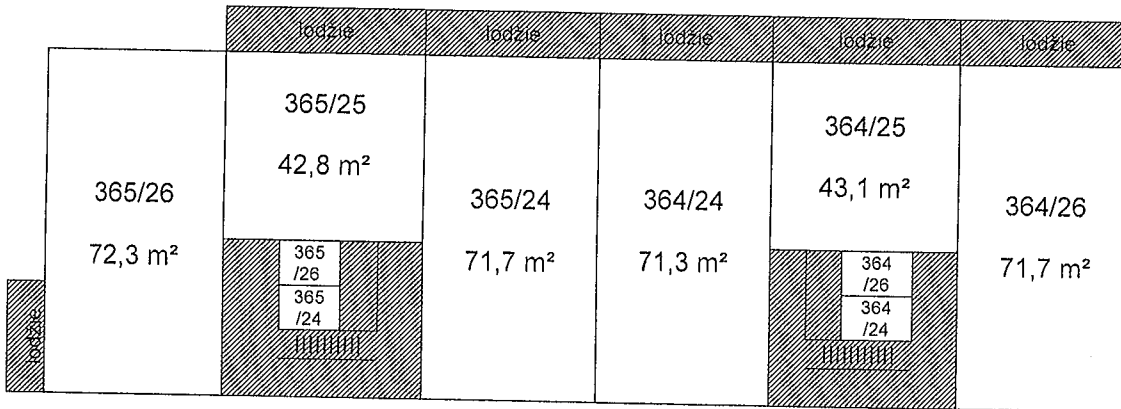 lodžie
lodžie
lodžie
lodžie
lodžie
365/25
42,8 m²
364/25
43,1 m²
365/26
72,3 m²
365/24
71,7 m²
364/24
71,3 m²
364/26
71,7 m²
365
/26
365
/24
364
/26
364
/24
lodžie